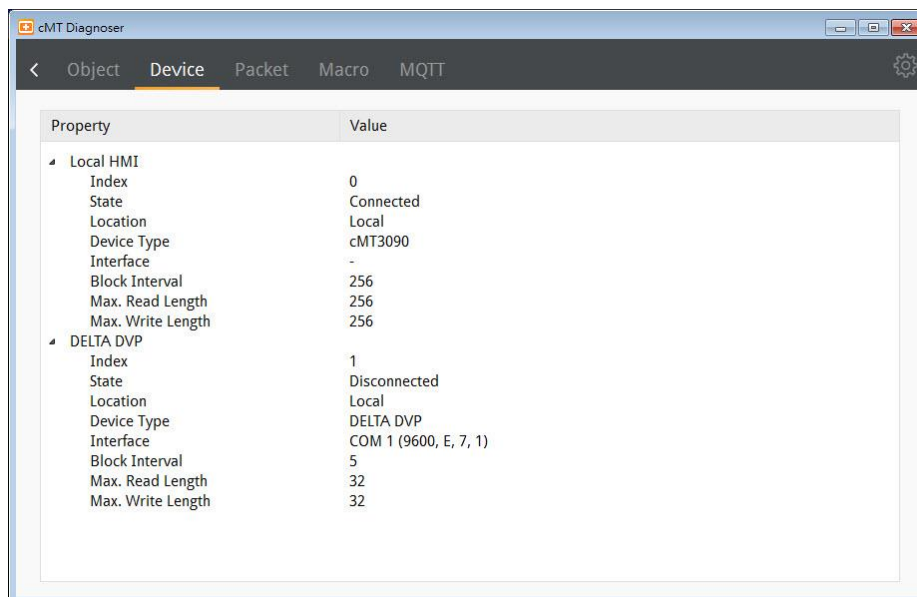 cMT Diagnoser
Object Device Packet Macro MQTT
Property Value
Local HMI
Index 0
State Connected
Location Local
Device Type cMT3090
Interface -
Block Interval 256
Max. Read Length 256
Max. Write Length 256
DELTA DVP
Index 1
State Disconnected
Location Local
Device Type DELTA DVP
Interface COM 1 (9600, E, 7, 1)
Block Interval 5
Max. Read Length 32
Max. Write Length 32